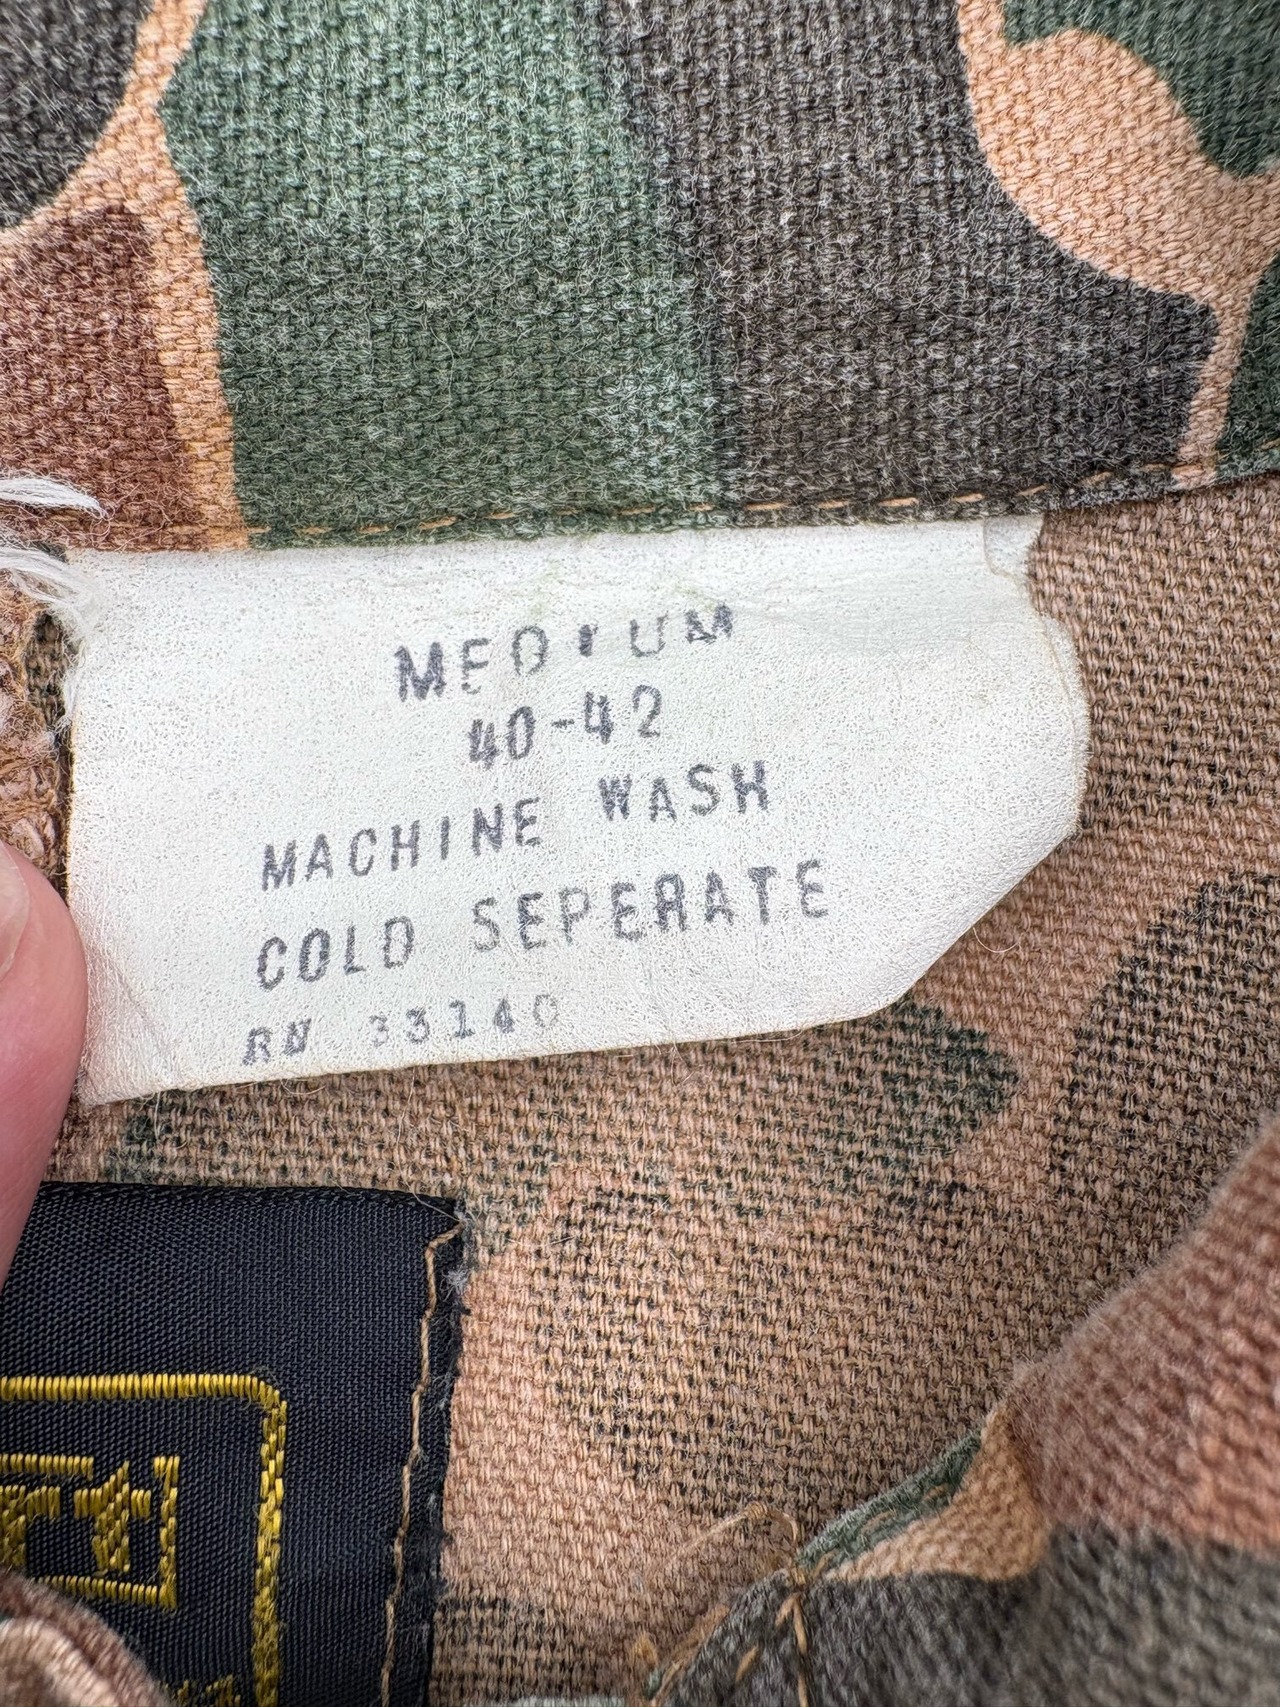 MEDIUM
40-42
MACHINE WASH
COLD SEPERATE
RN 33140